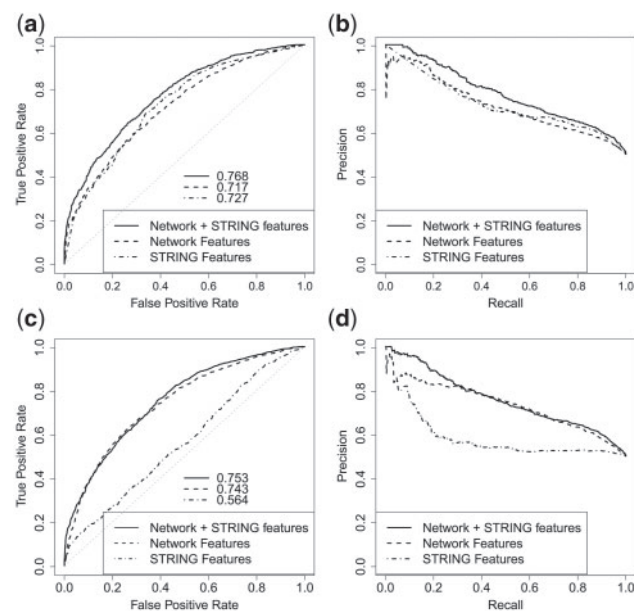 (a)
True Positive Rate
0.0 0.2 0.4 0.6 0.8 1.0
0.768
0.717
0.727
Network + STRING features
Network Features
STRING Features
0.0 0.2 0.4 0.6 0.8 1.0
False Positive Rate
(b)
Precision
0.0 0.2 0.4 0.6 0.8 1.0
Network + STRING features
Network Features
STRING Features
0.0 0.2 0.4 0.6 0.8 1.0
Recall
(c)
True Positive Rate
0.0 0.2 0.4 0.6 0.8 1.0
0.753
0.743
0.564
Network + STRING features
Network Features
STRING Features
0.0 0.2 0.4 0.6 0.8 1.0
False Positive Rate
(d)
Precision
0.0 0.2 0.4 0.6 0.8 1.0
Network + STRING features
Network Features
STRING Features
0.0 0.2 0.4 0.6 0.8 1.0
Recall